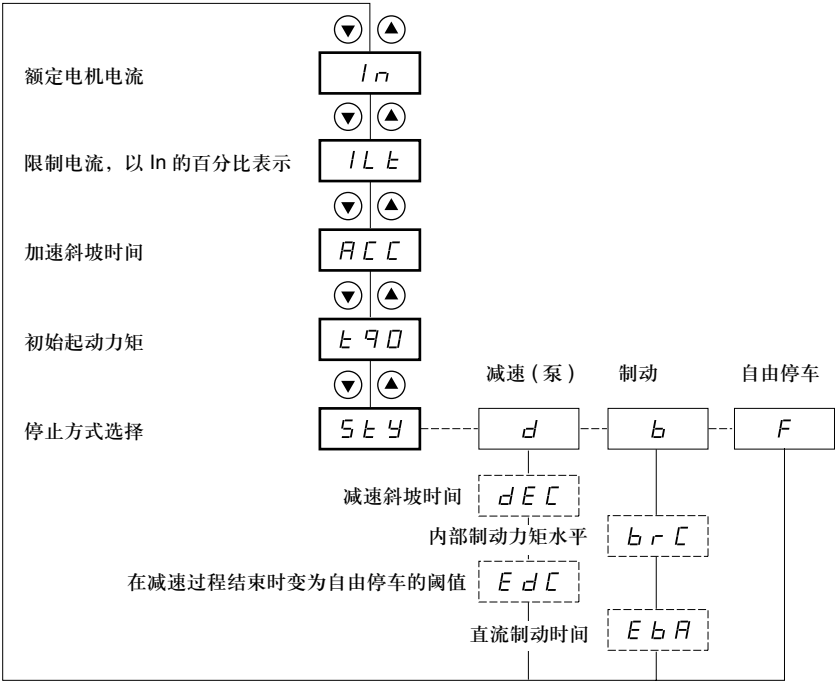 额定电机电流
In
限制电流，以 In 的百分比表示
ILt
加速斜坡时间
ACC
初始起动力矩
tq0
减速 ( 泵 )
制动
自由停车
停止方式选择
StY
d
b
F
减速斜坡时间
dEC
内部制动力矩水平
brC
在减速过程结束时变为自由停车的阈值
EdC
直流制动时间
EbA